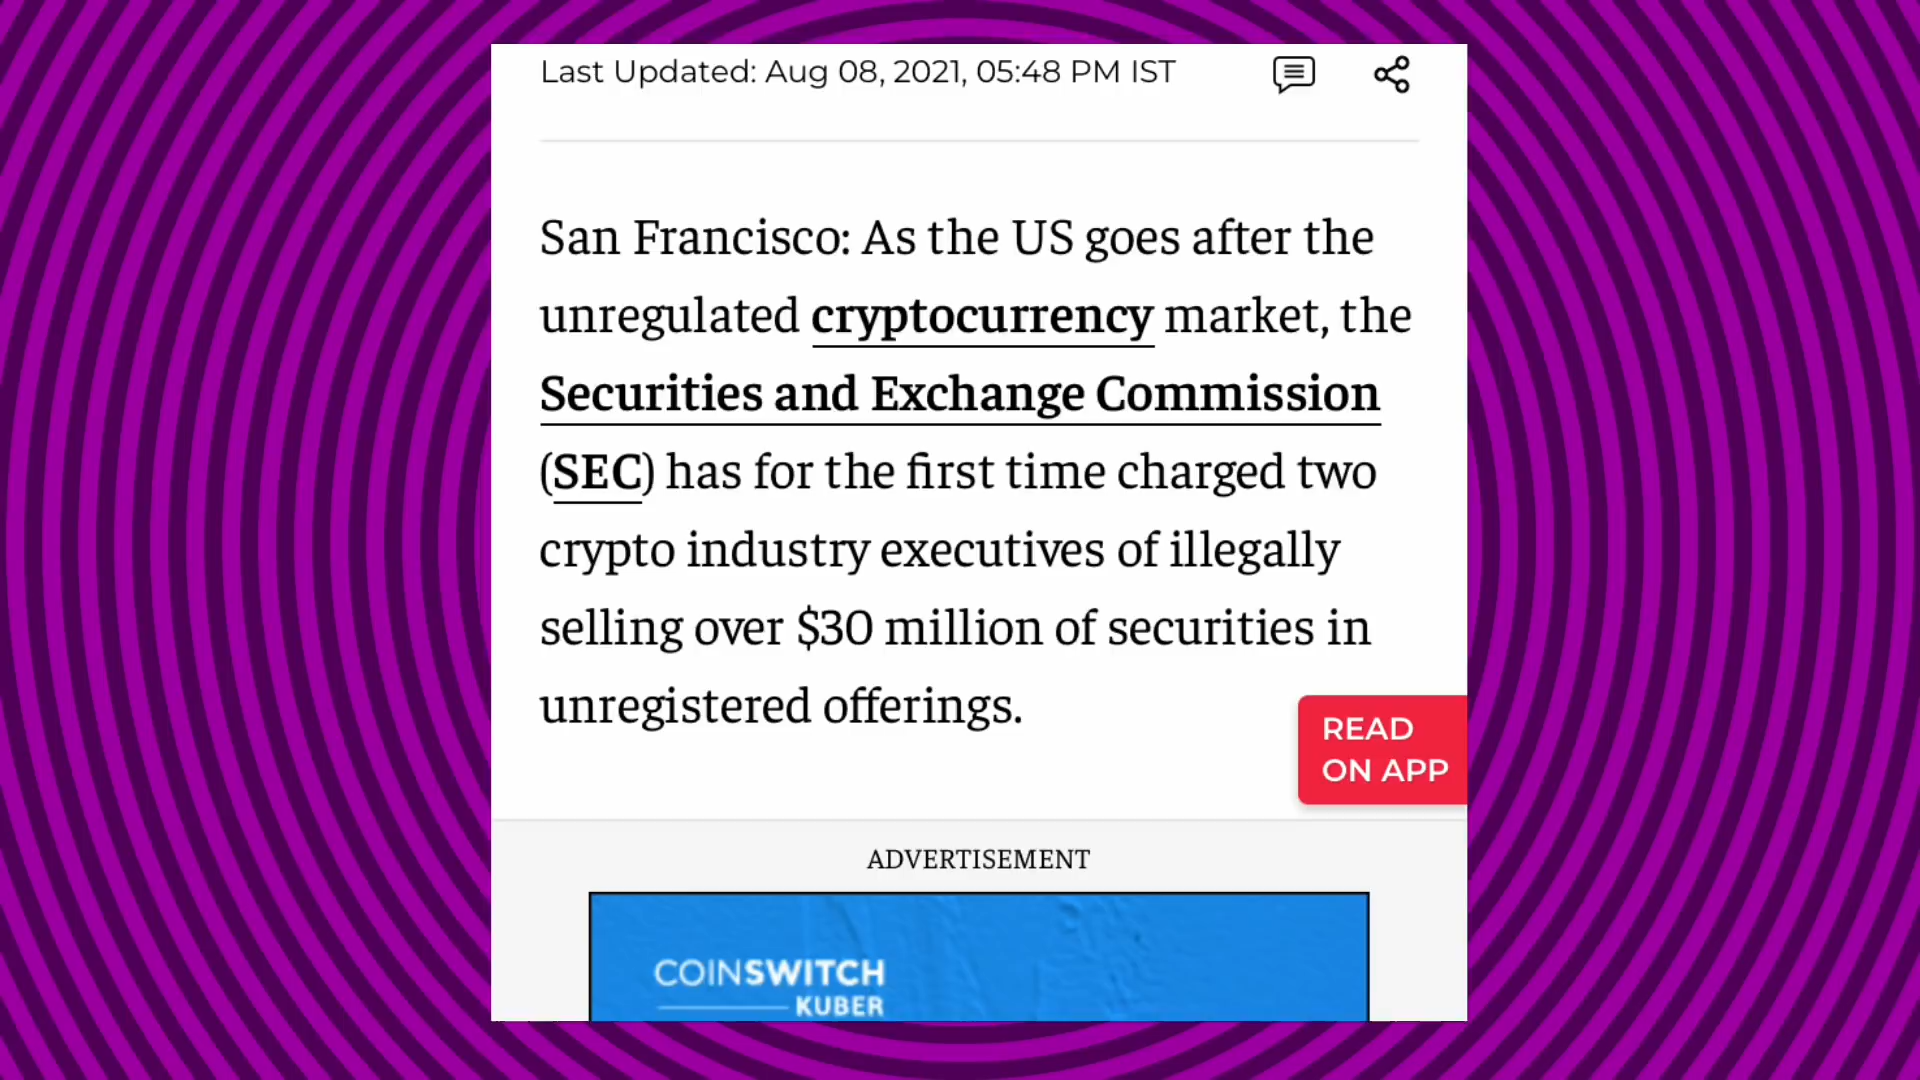 Last Updated: Aug 08, 2021, 05:48 PM IST
San Francisco: As the US goes after the
unregulated cryptocurrency market, the
Securities and Exchange Commission
(SEC) has for the first time charged two
crypto industry executives of illegally
selling over $30 million of securities in
unregistered offerings.
READ
ON APP
ADVERTISEMENT
COINSWITCH
KUBER